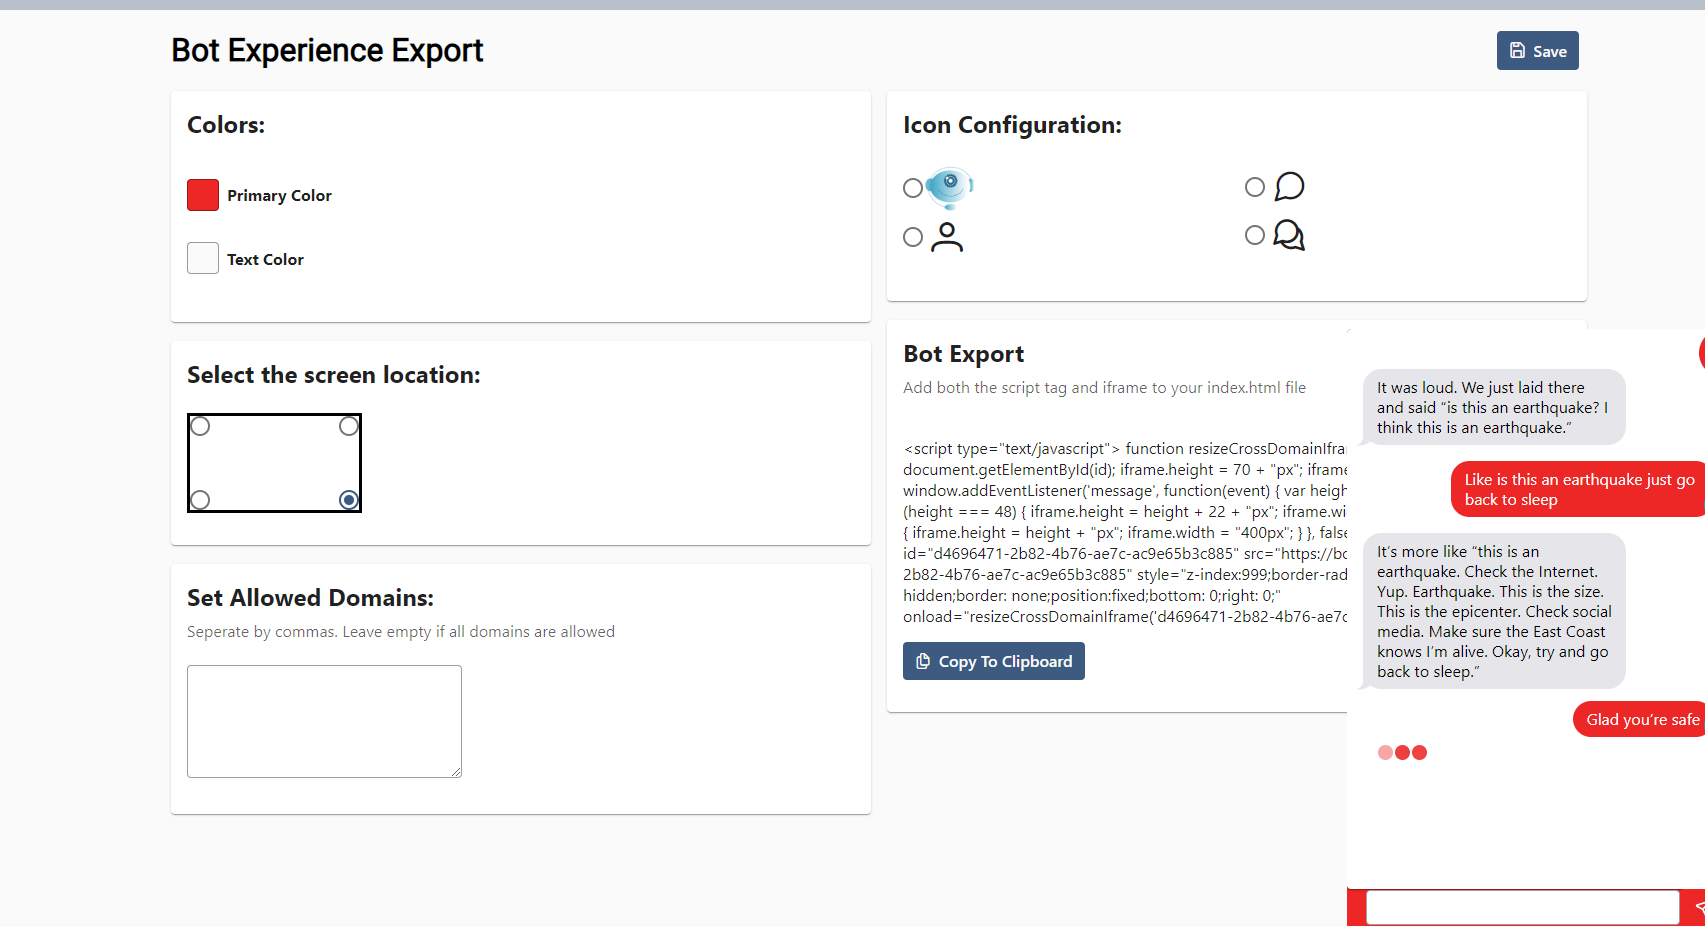 Bot Experience Export
Save
Colors:
Primary Color
Text Color
Select the screen location:
Set Allowed Domains:
Seperate by commas. Leave empty if all domains are allowed
Icon Configuration:
Bot Export
Add both the script tag and iframe to your index.html file
<script type="text/javascript"> function resizeCrossDomainIfra
document.getElementById(id); iframe.height = 70 + "px"; iframe
window.addEventListener('message', function(event) { var heigh
(height === 48) { iframe.height = height + 22 + "px"; iframe.wi
{ iframe.height = height + "px"; iframe.width = "400px"; } }, false
id="d4696471-2b82-4b76-ae7c-ac9e65b3c885" src="https://bo
2b82-4b76-ae7c-ac9e65b3c885" style="z-index:999;border-rad
hidden;border: none;position:fixed;bottom: 0;right: 0;"
onload="resizeCrossDomainIframe('d4696471-2b82-4b76-ae7c
Copy To Clipboard
It was loud. We just laid there
and said “is this an earthquake? I
think this is an earthquake.”
Like is this an earthquake just go
back to sleep
It’s more like “this is an
earthquake. Check the Internet.
Yup. Earthquake. This is the size.
This is the epicenter. Check social
media. Make sure the East Coast
knows I’m alive. Okay, try and go
back to sleep.”
Glad you’re safe